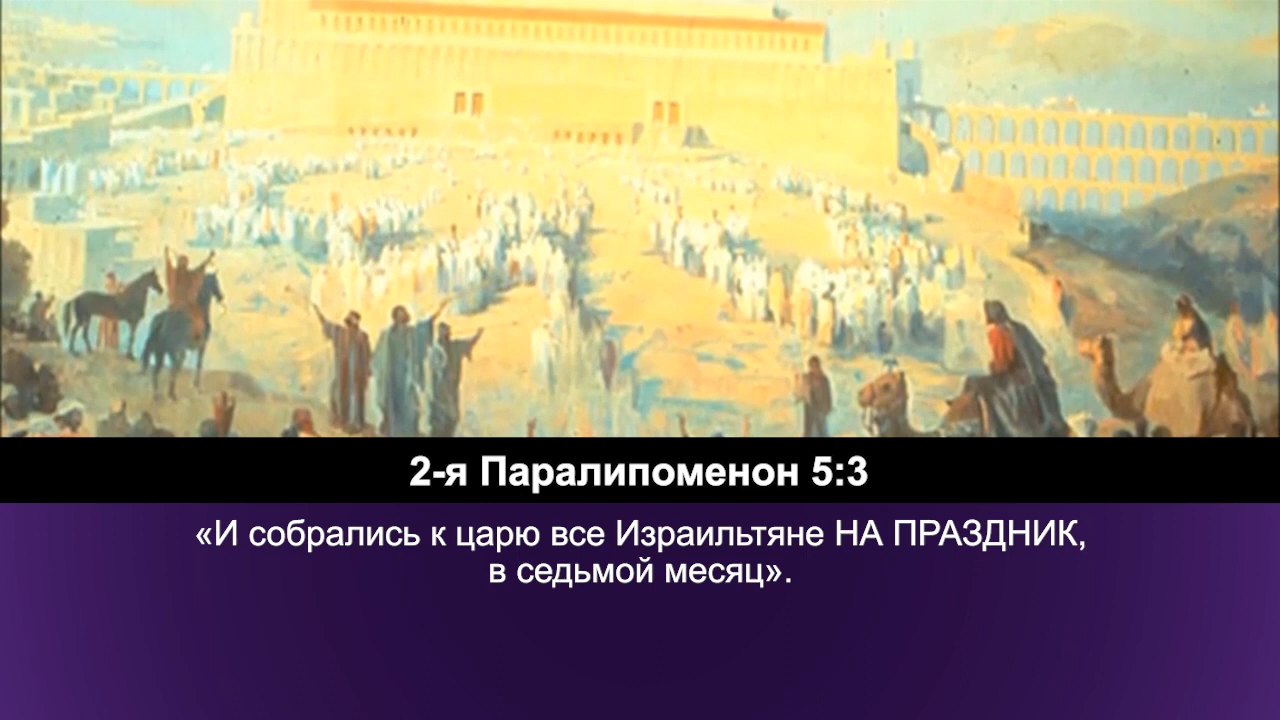 2-я Паралипоменон 5:3
«И собрались к царю все Израильтяне НА ПРАЗДНИК,
в седьмой месяц».